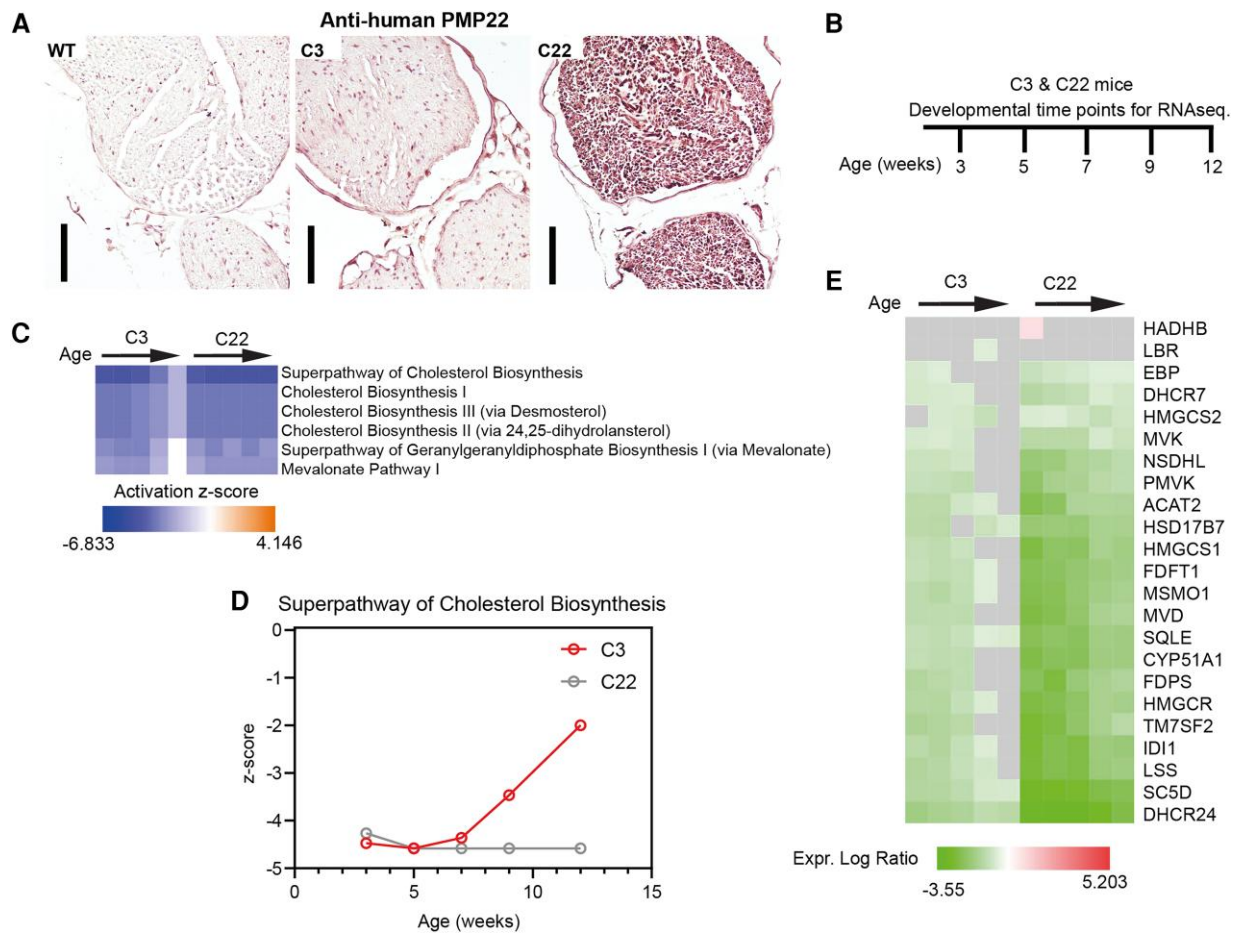 A
Anti-human PMP22
WT
C3
C22
B
C3 & C22 mice
Developmental time points for RNAseq.
Age (weeks) 3 5 7 9 12
C
Age C3 C22
Superpathway of Cholesterol Biosynthesis
Cholesterol Biosynthesis I
Cholesterol Biosynthesis III (via Desmosterol)
Cholesterol Biosynthesis II (via 24,25-dihydrolansterol)
Superpathway of Geranylgeranyldiphosphate Biosynthesis I (via Mevalonate)
Mevalonate Pathway I
Activation z-score
-6.833 4.146
D Superpathway of Cholesterol Biosynthesis
0
-1
-2
-3
-4
-5
z-score
C3
C22
0 5 10 15
Age (weeks)
E
Age C3 C22
HADHB
LBR
EBP
DHCR7
HMGCS2
MVK
NSDHL
PMVK
ACAT2
HSD17B7
HMGCS1
FDFT1
MSMO1
MVD
SQLE
CYP51A1
FDPS
HMGCR
TM7SF2
IDI1
LSS
SC5D
DHCR24
Expr. Log Ratio
-3.55 5.203